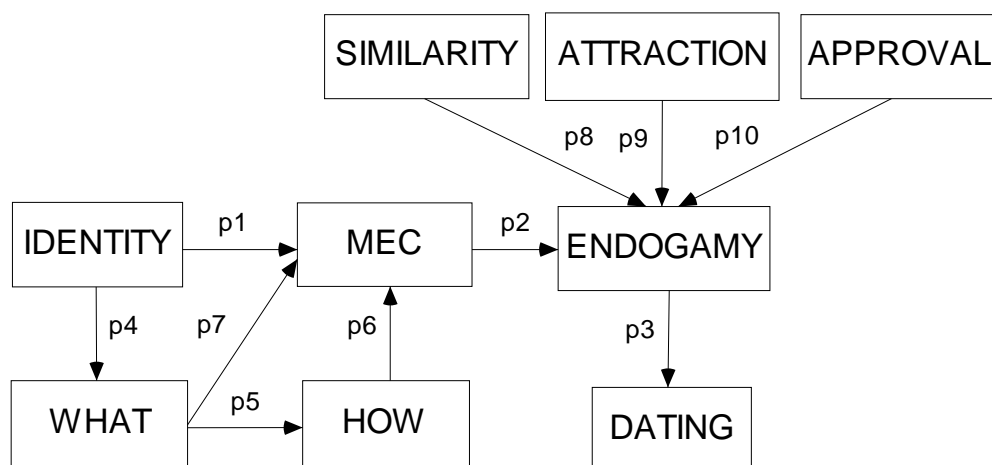 SIMILARITY ATTRACTION APPROVAL
p8 p9 p10
IDENTITY p1 MEC p2 ENDOGAMY
p4 p7 p6 p3
WHAT p5 HOW DATING